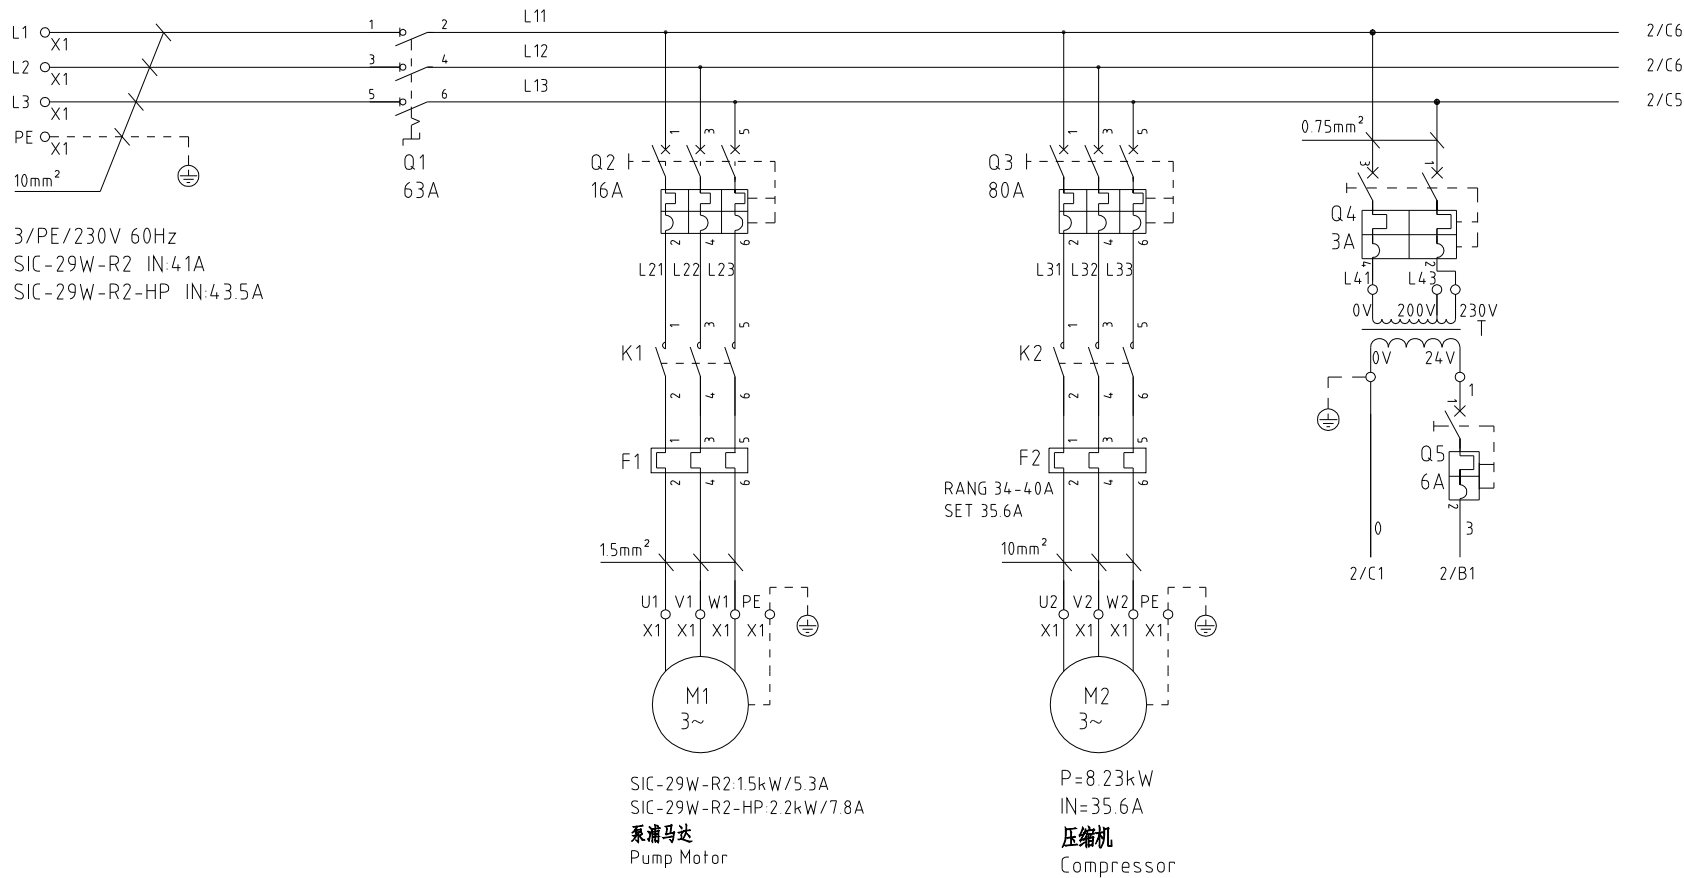 L1
X1
L2
X1
L3
X1
PE
X1
10mm²
3/PE/230V 60Hz
SIC-29W-R2 IN:41A
SIC-29W-R2-HP IN:43.5A
1 2
3 4
5 6
Q1
63A
L11
L12
L13
2/C6
2/C6
2/C5
1 3 5
Q2
16A
2 4 6
L21 L22 L23
1 3 5
K1
2 4 6
1 3 5
F1
2 4 6
1.5mm²
U1 V1 W1 PE
X1 X1 X1 X1
M1
3~
SIC-29W-R2:1.5kW/5.3A
SIC-29W-R2-HP:2.2kW/7.8A
泵浦马达
Pump Motor
1 3 5
Q3
80A
2 4 6
L31 L32 L33
1 3 5
K2
2 4 6
1 3 5
F2
2 4 6
RANG 34-40A
SET 35.6A
10mm²
U2 V2 W2 PE
X1 X1 X1 X1
M2
3~
P=8.23kW
IN=35.6A
压缩机
Compressor
0.75mm²
3 1
Q4
3A
4 2
L41 L43
0V 200V 230V
T
0V 24V
1
1
Q5
6A
2
0 3
2/C1 2/B1